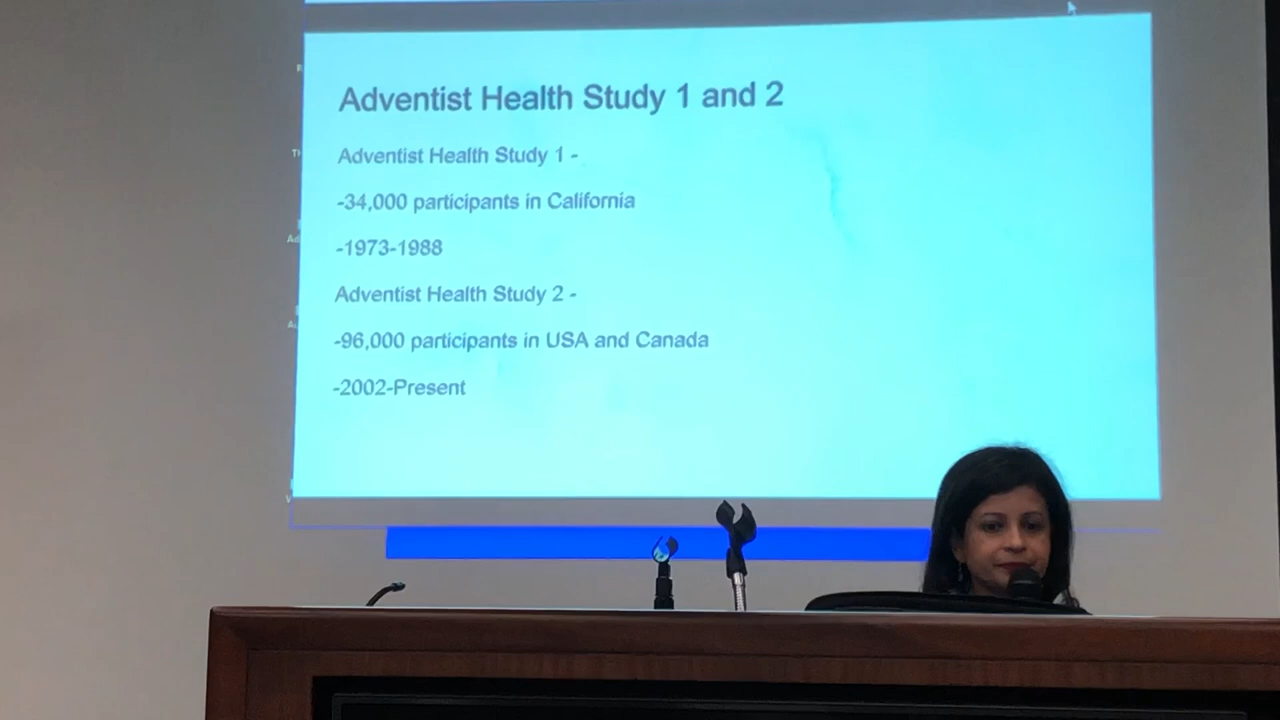 Adventist Health Study 1 and 2
Adventist Health Study 1 -
-34,000 participants in California
-1973-1988
Adventist Health Study 2 -
-96,000 participants in USA and Canada
-2002-Present